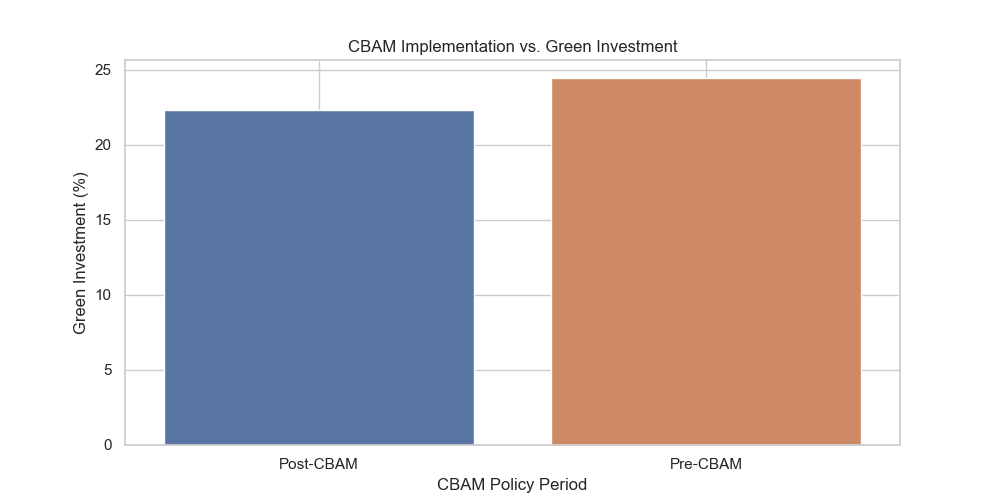 CBAM Implementation vs. Green Investment
Green Investment (%)
25
20
15
10
5
0
Post-CBAM
Pre-CBAM
CBAM Policy Period